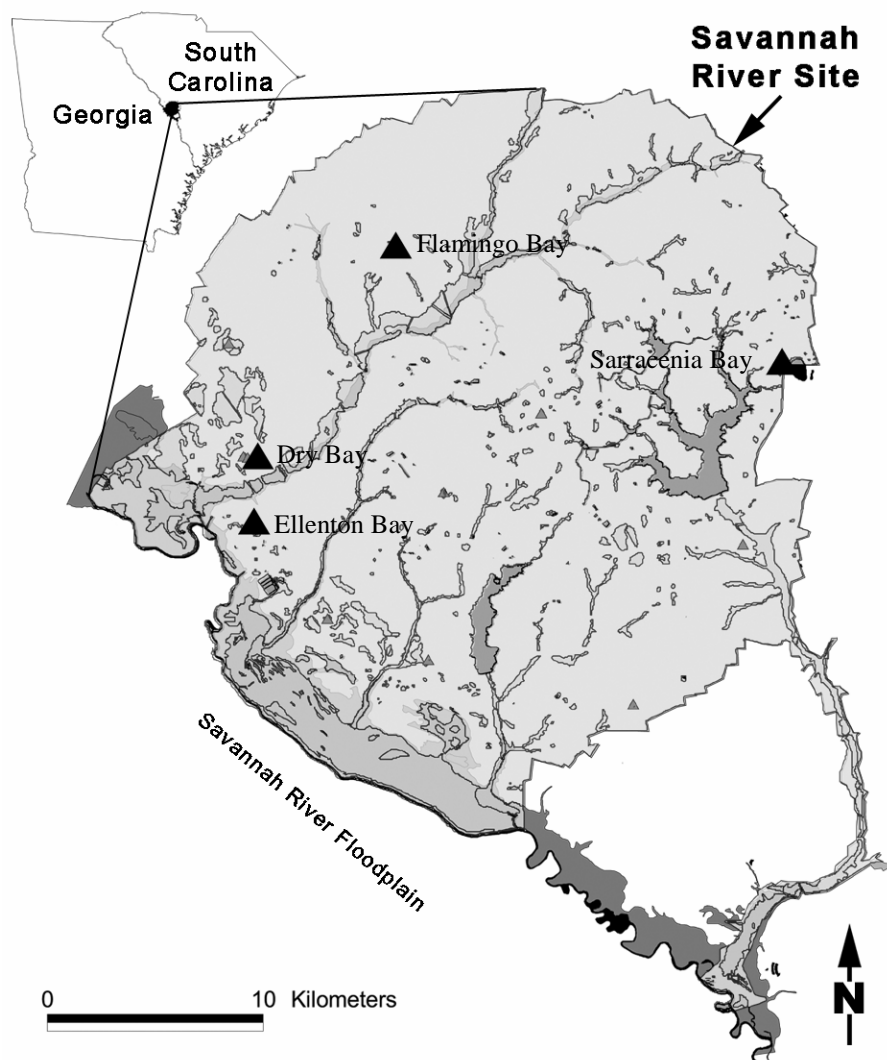 South
Carolina
Georgia
Savannah
River Site
Flamingo Bay
Sarracenia Bay
Dry Bay
Ellenton Bay
Savannah River Floodplain
0 10 Kilometers
N